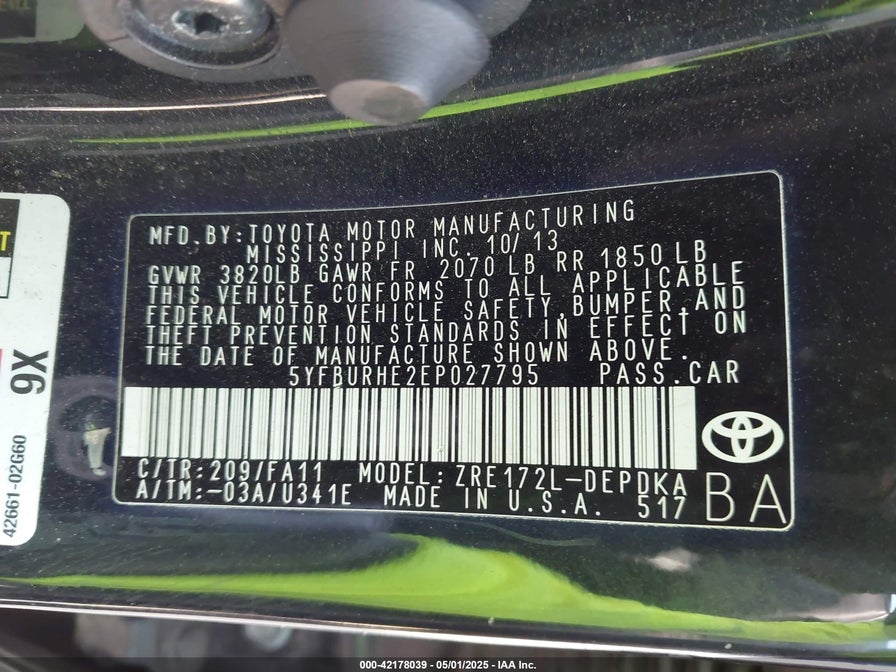 MFD.BY:TOYOTA MOTOR MANUFACTURING
MISSISSIPPI INC. 10/13
GVWR 3820LB GAWR FR 2070 LB RR 1850 LB
THIS VEHICLE CONFORMS TO ALL APPLICABLE
FEDERAL MOTOR VEHICLE SAFETY,BUMPER,AND
THEFT PREVENTION STANDARDS IN EFFECT ON
THE DATE OF MANUFACTURE SHOWN ABOVE.
5YFBURHE2EP027795 PASS.CAR
C/TR:209/FA11 MODEL:ZRE172L-DEPDKA
A/TM:-03A/U341E MADE IN U.S.A. 517
BA
9X
42661-02G60
000-42178039 — 05/01/2025 — IAA Inc.